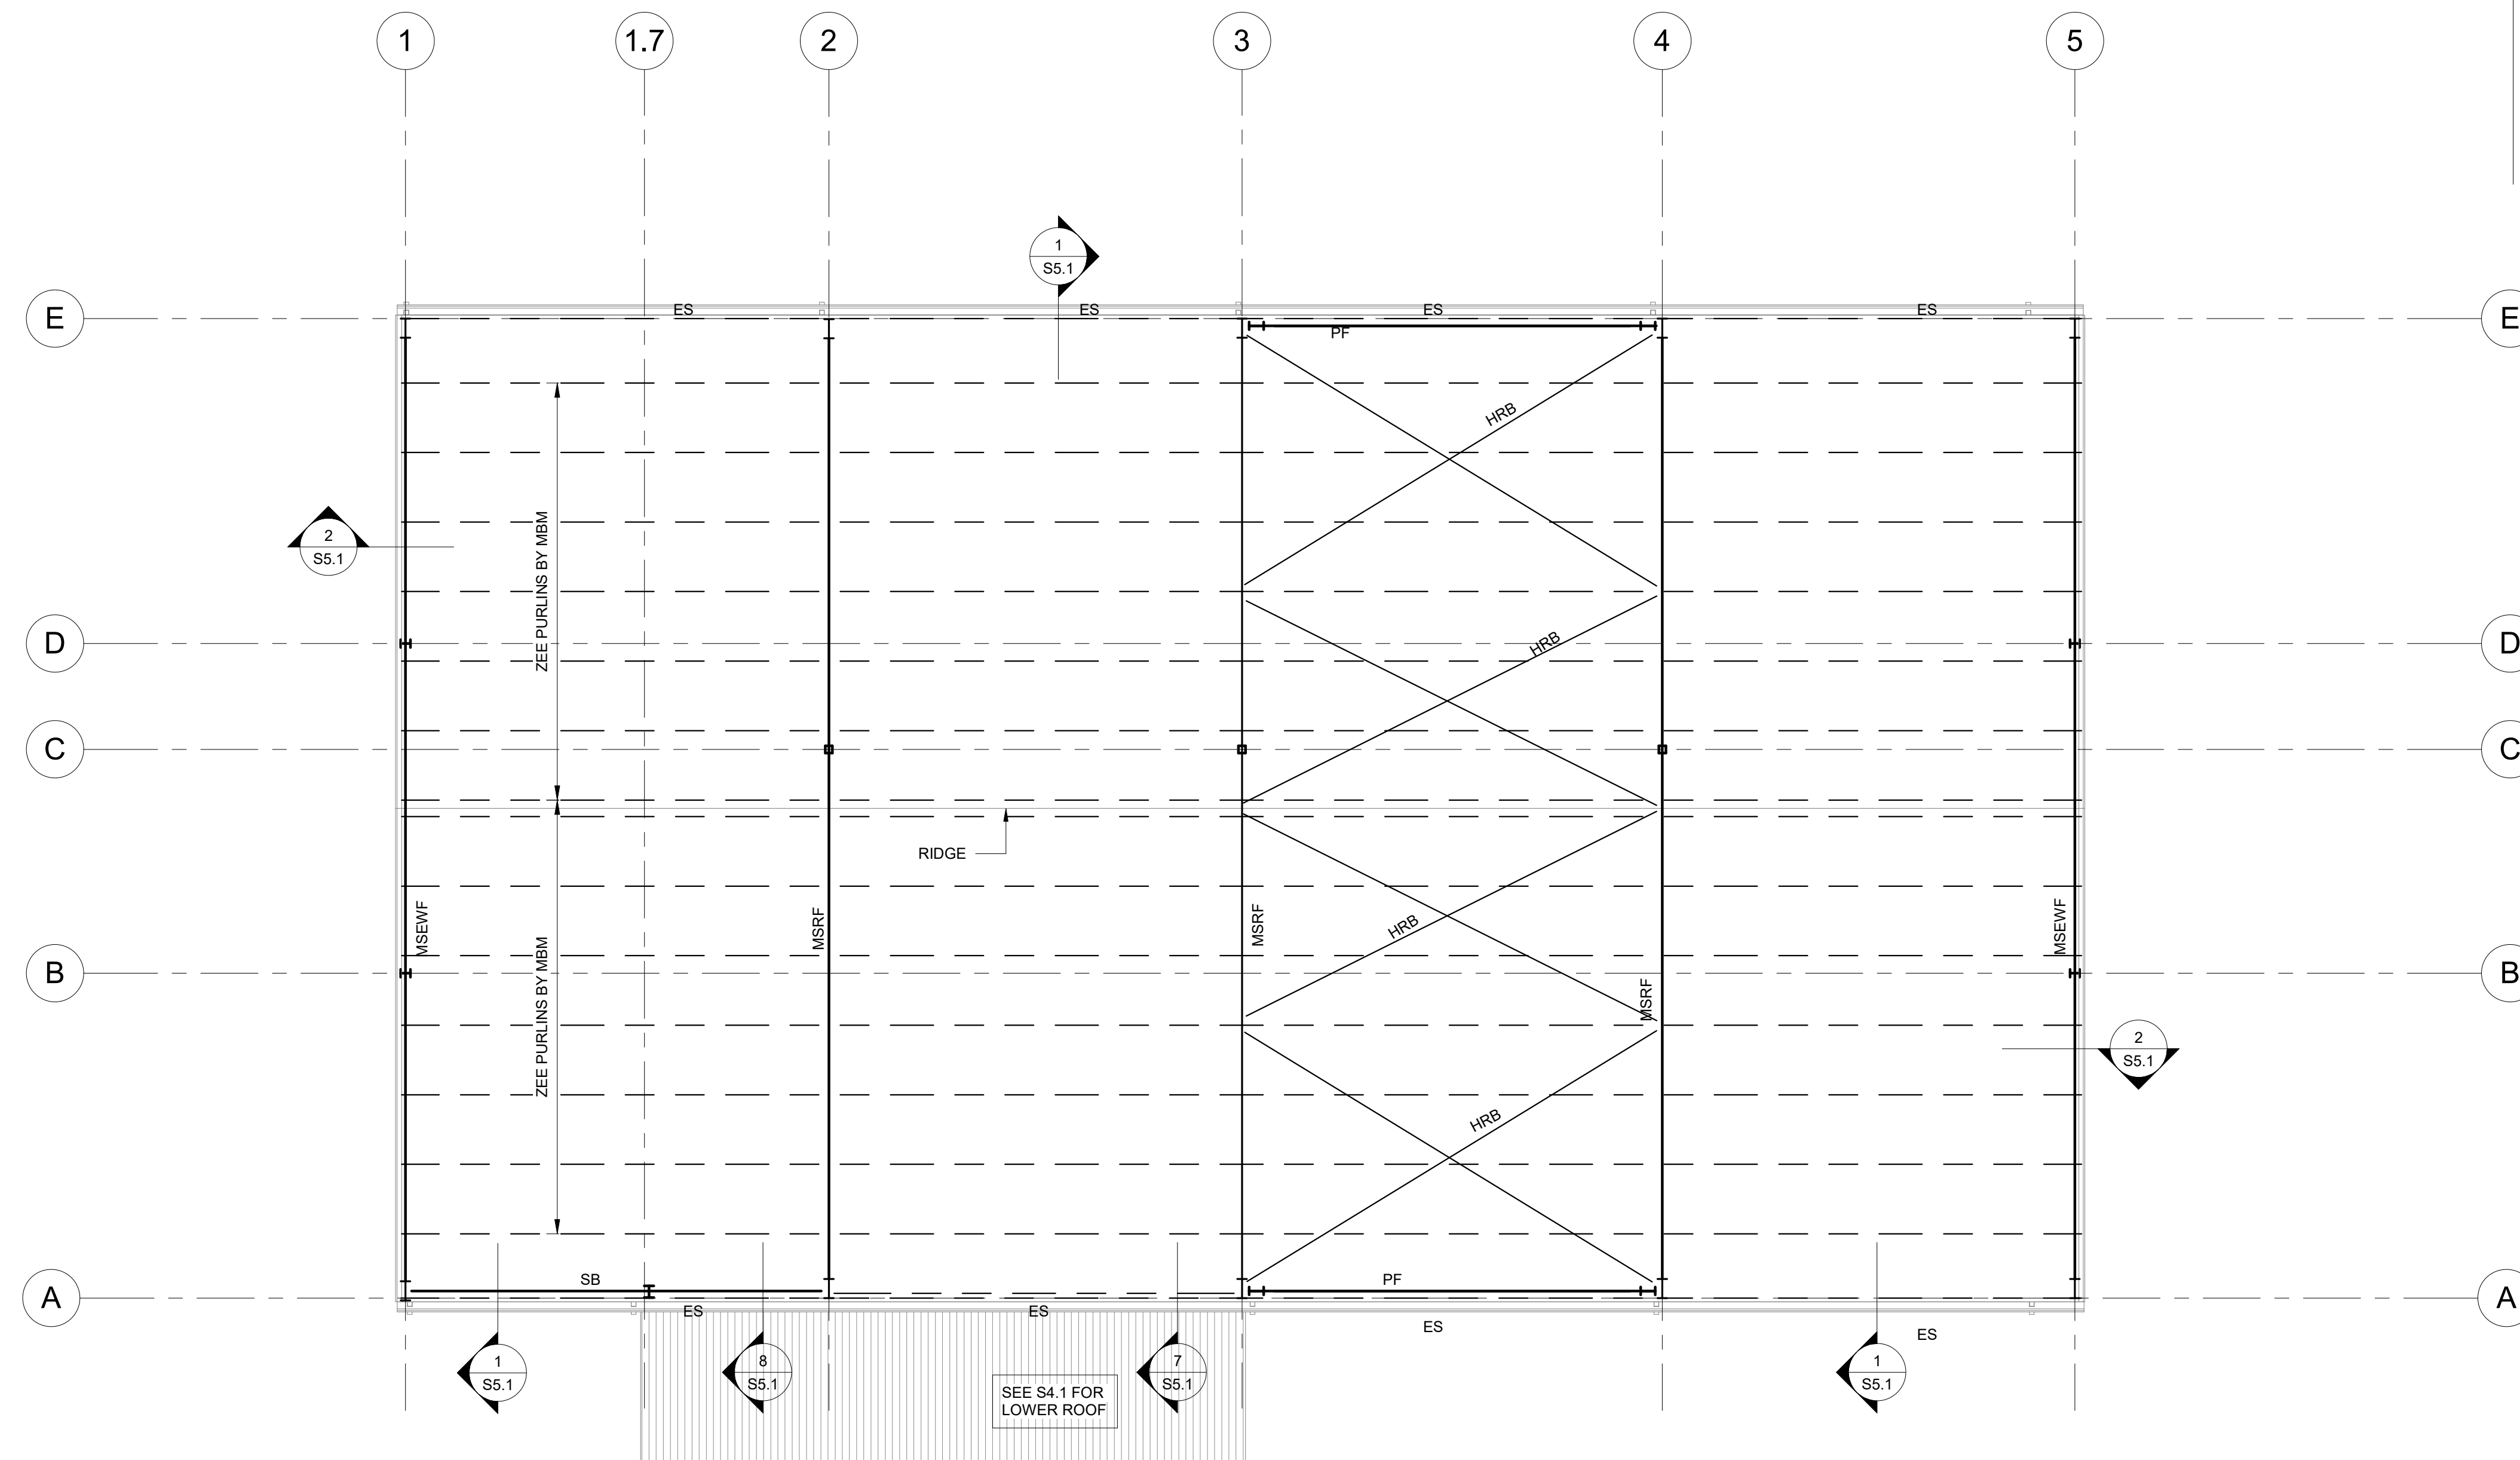 1
1.7
2
3
4
5
1
S5.1
E
ES
ES
ES
ES
E
PF
HRB
2
S5.1
ZEE PURLINS BY MBM
D
HRB
D
C
C
RIDGE
MSEWF
MSRF
MSRF
HRB
MSRF
MSEWF
B
B
ZEE PURLINS BY MBM
2
S5.1
HRB
SB
PF
A
A
ES
ES
ES
ES
1
S5.1
8
S5.1
7
S5.1
1
S5.1
SEE S4.1 FOR
LOWER ROOF